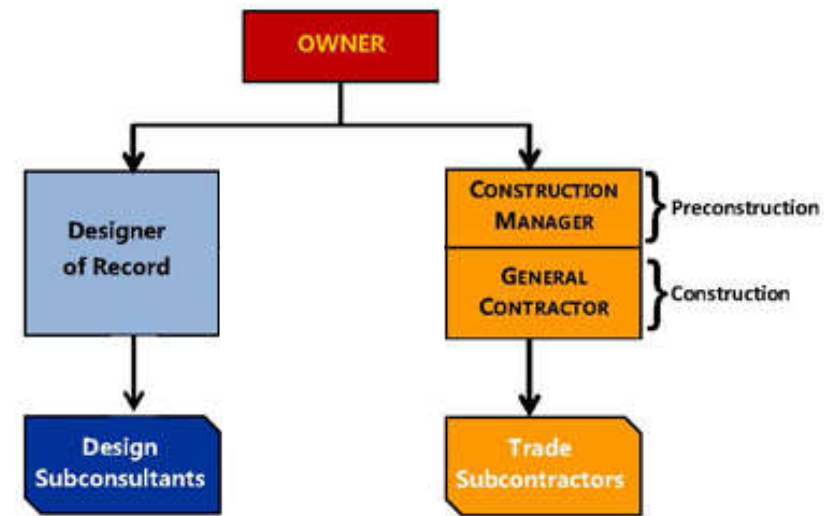 OWNER
Designer
of Record
CONSTRUCTION
MANAGER
Preconstruction
GENERAL
CONTRACTOR
Construction
Design
Subconsultants
Trade
Subcontractors